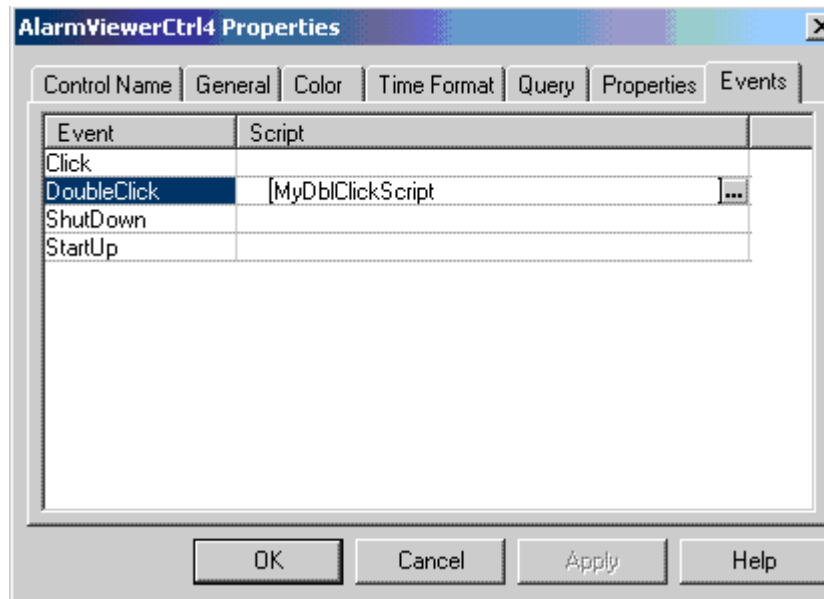 AlarmViewerCtrl4 Properties
Control Name General Color Time Format Query Properties Events
Event Script
Click
DoubleClick [MyDblClickScript ]...
ShutDown
StartUp
OK Cancel Apply Help